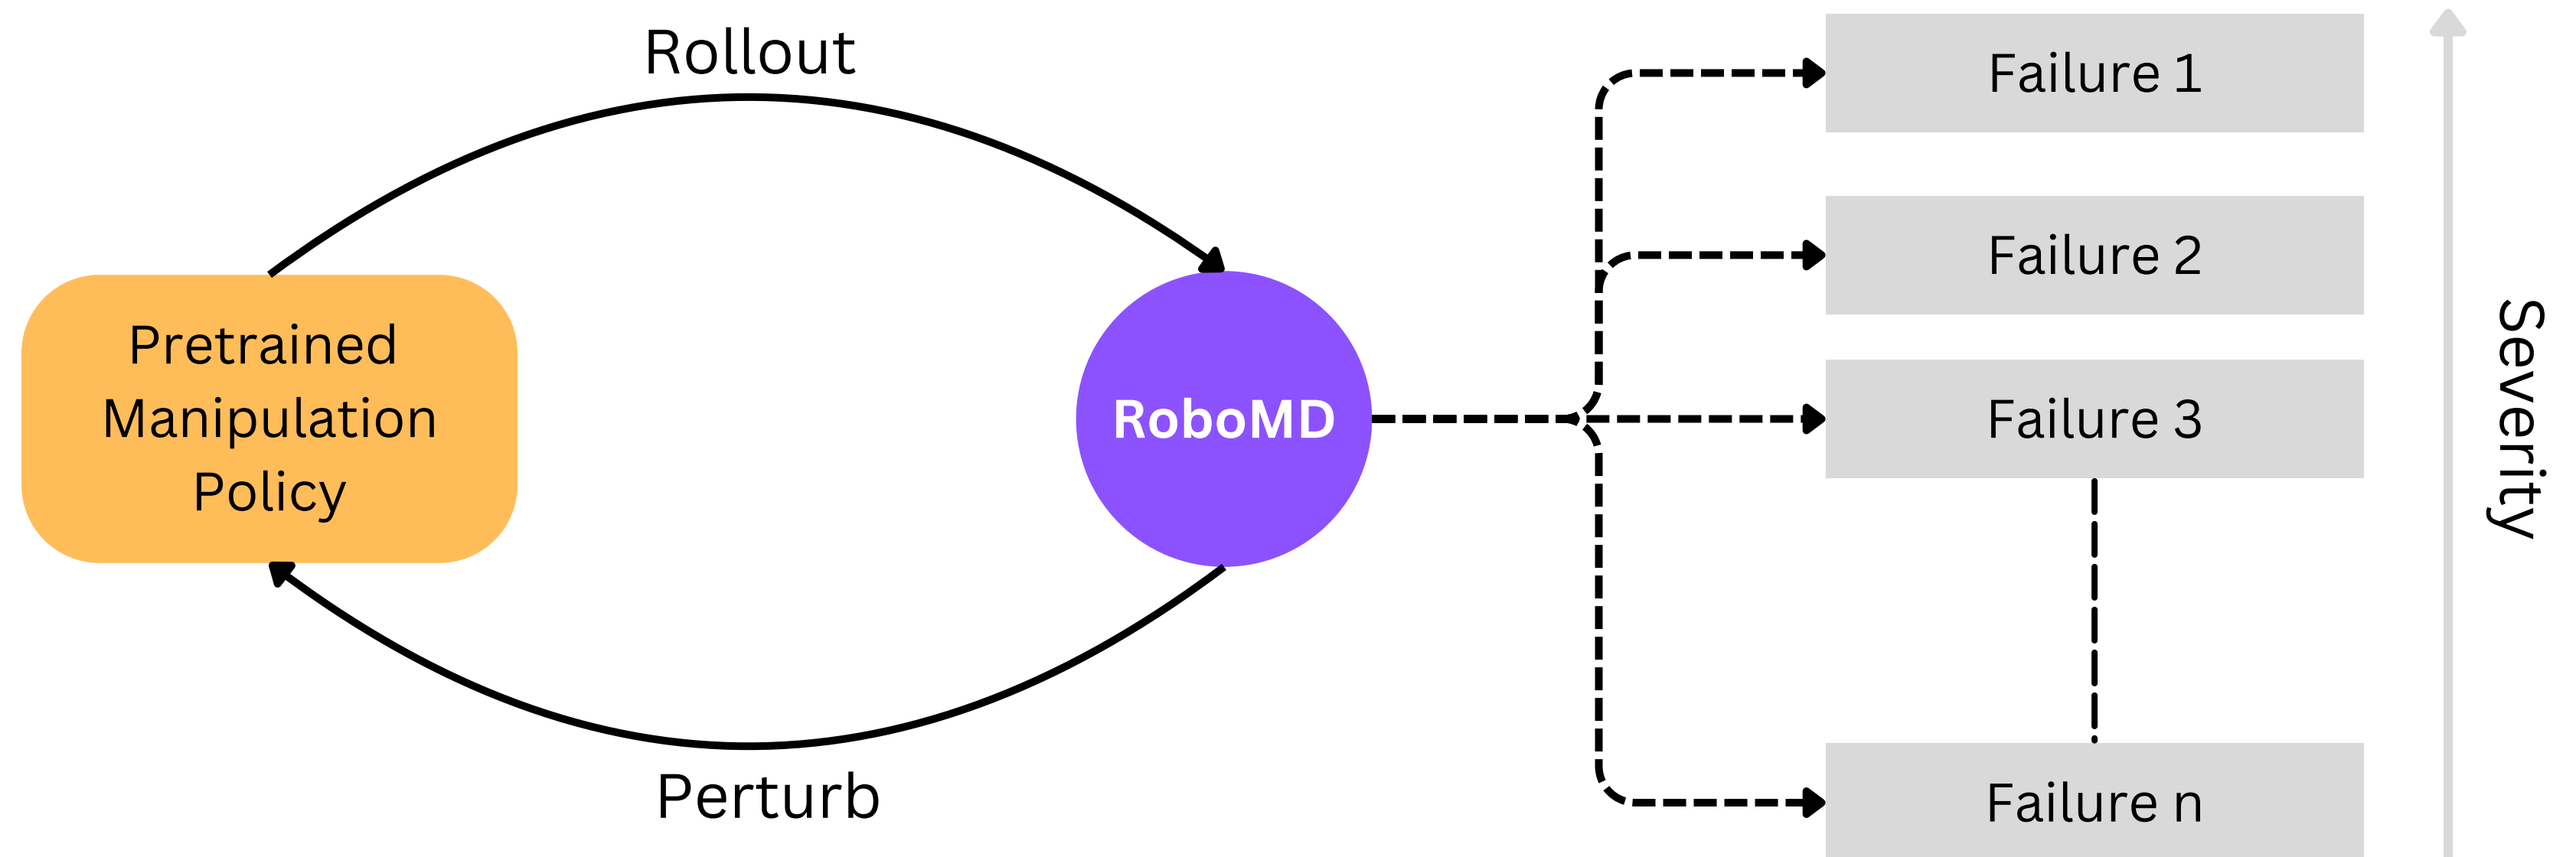 Rollout
Pretrained
Manipulation
Policy
RoboMD
Perturb
Failure 1
Failure 2
Failure 3
Failure n
Severity